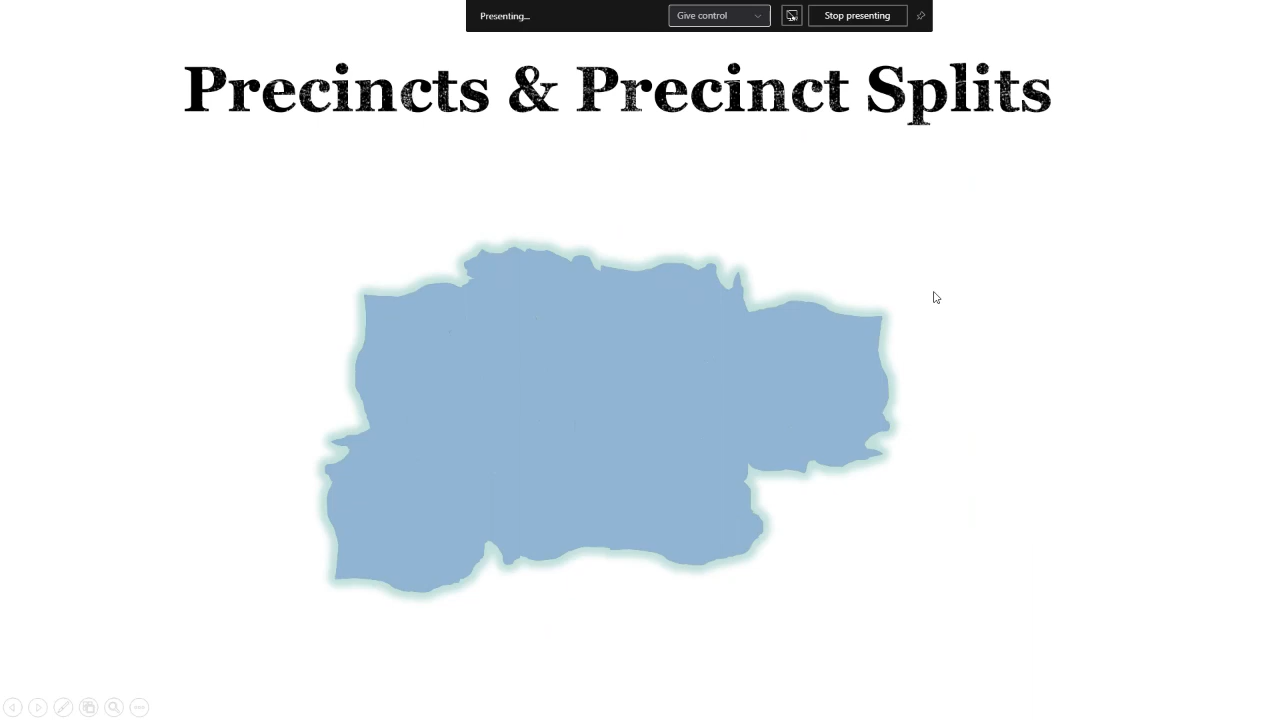 Presenting...
Give control
Stop presenting
Precincts & Precinct Splits